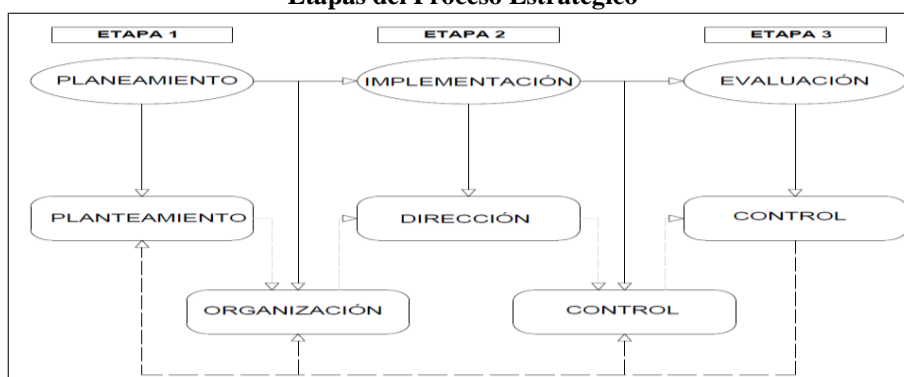 Etapas del Proceso Estratégico
ETAPA 1 ETAPA 2 ETAPA 3
PLANEAMIENTO IMPLEMENTACIÓN EVALUACIÓN
PLANTEAMIENTO DIRECCIÓN CONTROL
ORGANIZACIÓN CONTROL